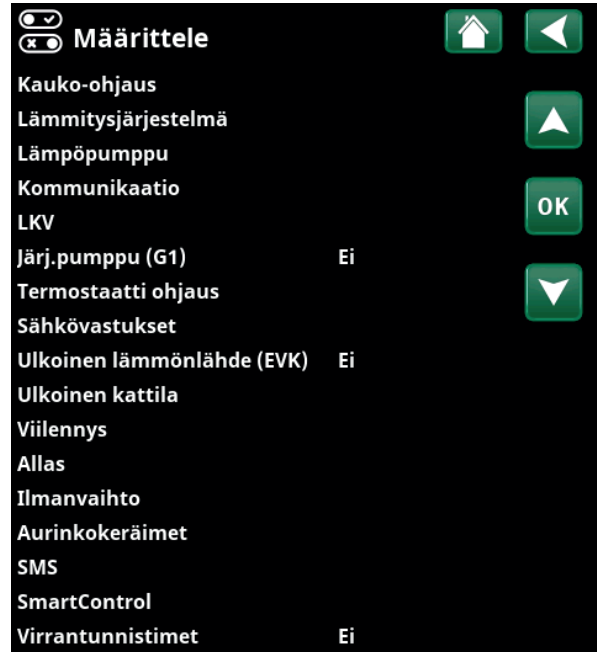 Määrittele
Kauko-ohjaus
Lämmitysjärjestelmä
Lämpöpumppu
Kommunikaatio
LKV
OK
Järj.pumppu (G1) Ei
Termostaatti ohjaus
Sähkövastukset
Ulkoinen lämmönlähde (EVK) Ei
Ulkoinen kattila
Viilennys
Allas
Ilmanvaihto
Aurinkokeräimet
SMS
SmartControl
Virrantunnistimet Ei